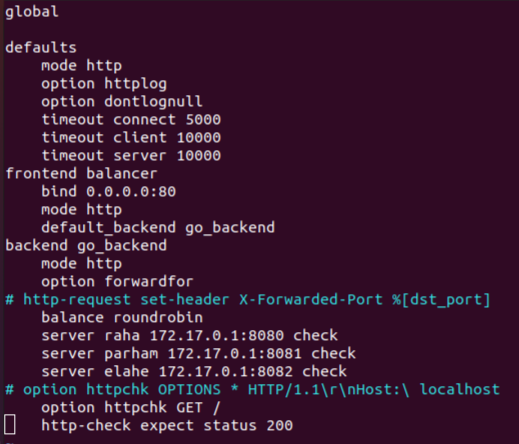 global

defaults
    mode http
    option httplog
    option dontlognull
    timeout connect 5000
    timeout client 10000
    timeout server 10000
frontend balancer
    bind 0.0.0.0:80
    mode http
    default_backend go_backend
backend go_backend
    mode http
    option forwardfor
# http-request set-header X-Forwarded-Port %[dst_port]
    balance roundrobin
    server raha 172.17.0.1:8080 check
    server parham 172.17.0.1:8081 check
    server elahe 172.17.0.1:8082 check
# option httpchk OPTIONS * HTTP/1.1\r\nHost:\ localhost
    option httpchk GET /
    http-check expect status 200